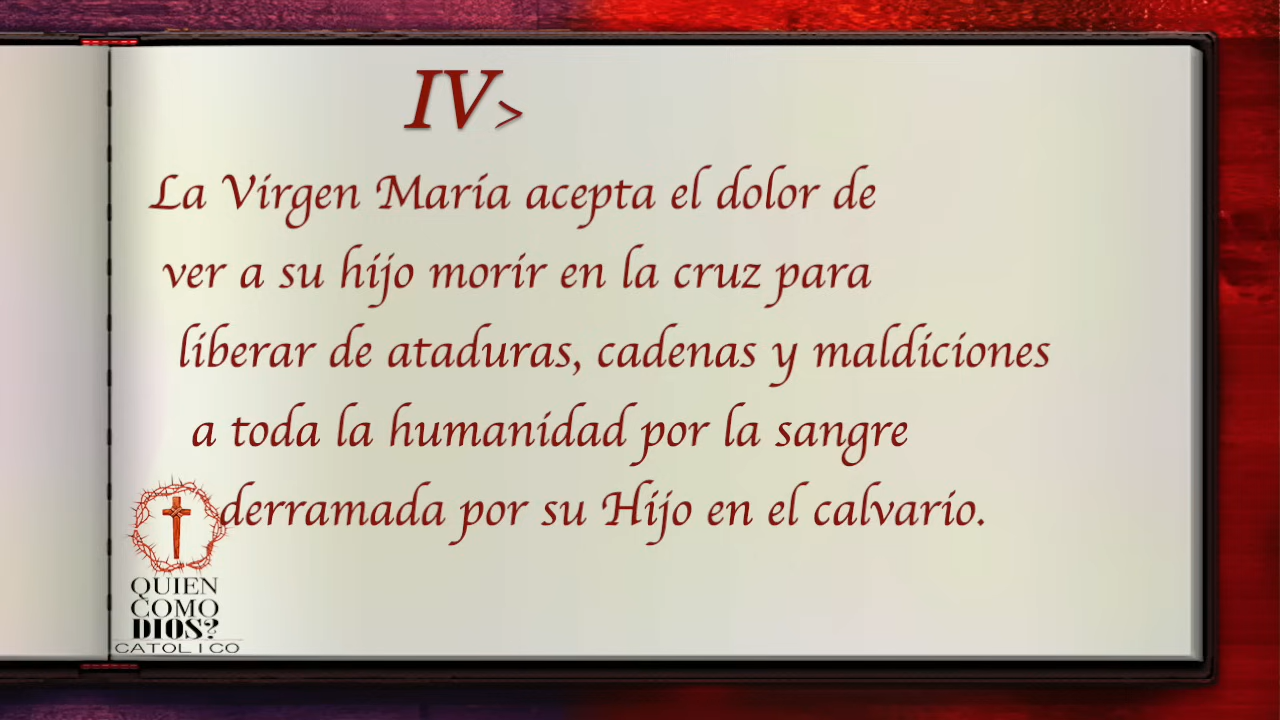 IV>
La Virgen María acepta el dolor de
ver a su hijo morir en la cruz para
liberar de ataduras, cadenas y maldiciones
a toda la humanidad por la sangre
derramada por su Hijo en el calvario.
QUIEN
COMO
DIOS?
CATOLICO